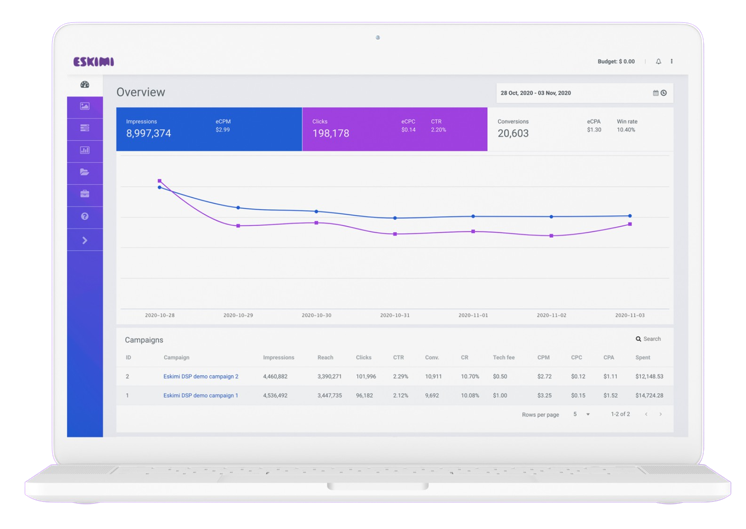 ESKIMI
Budget: $ 0.00
Overview
28 Oct, 2020 - 03 Nov, 2020
Impressions eCPM
8,997,374 $2.99
Clicks eCPC CTR
198,178 $0.14 2.20%
Conversions eCPA Win rate
20,603 $1.30 10.40%
2020-10-28 2020-10-29 2020-10-30 2020-10-31 2020-11-01 2020-11-02 2020-11-03
Campaigns Search
ID Campaign Impressions Reach Clicks CTR Conv. CR Tech fee CPM CPC CPA Spent
2 Eskimi DSP demo campaign 2 4,460,882 3,390,271 101,996 2.29% 10,911 10.70% $0.50 $2.72 $0.12 $1.11 $12,148.53
1 Eskimi DSP demo campaign 1 4,536,492 3,447,735 96,182 2.12% 9,692 10.08% $1.00 $3.25 $0.15 $1.52 $14,724.28
Rows per page 5 1-2 of 2